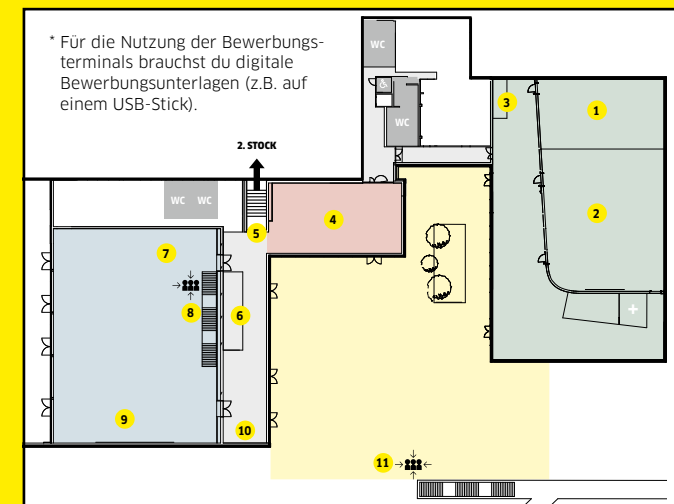 * Für die Nutzung der Bewerbungs-
terminals brauchst du digitale
Bewerbungsunterlagen (z.B. auf
einem USB-Stick).
WC
WC
3
1
2. STOCK
WC WC
4
2
5
7
8
6
9
10
11